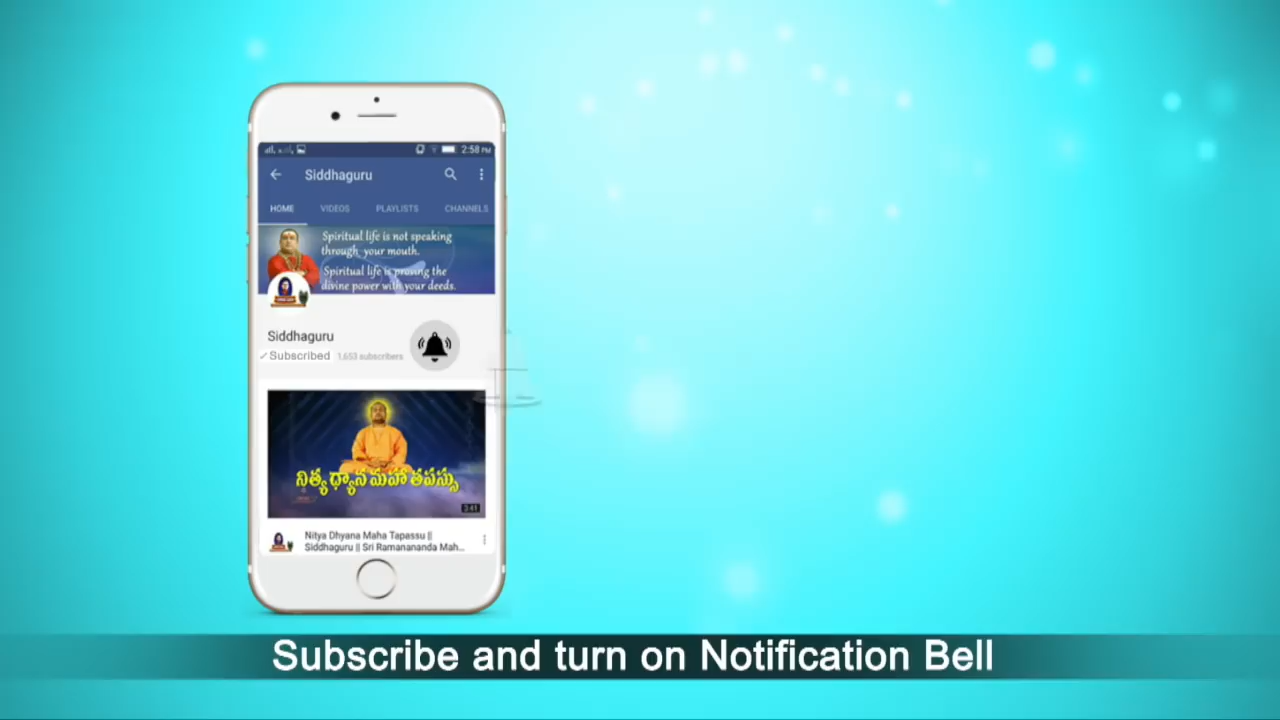 2:58 PM
Siddhaguru
HOME VIDEOS PLAYLISTS CHANNELS
Spiritual life is not speaking
through your mouth.
Spiritual life is proving the
divine power with your deeds.
Siddhaguru
Subscribed 1,653 subscribers
నిత్య ధ్యాన మహా తపస్సు
3:41
Nitya Dhyana Maha Tapassu ||
Siddhaguru || Sri Ramanananda Mah...
Subscribe and turn on Notification Bell